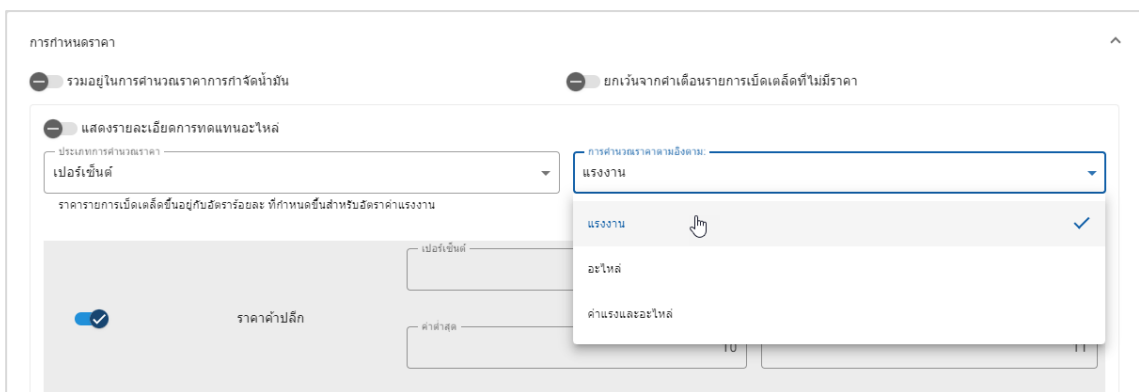 การกำหนดราคา
รวมอยู่ในการคำนวณราคาการกำจัดน้ำมัน
ยกเว้นจากคำเตือนรายการเบ็ดเตล็ดที่ไม่มีราคา
แสดงรายละเอียดการทดแทนอะไหล่
ประเภทการคำนวณราคา
เปอร์เซ็นต์
การคำนวณราคาตามอิงตาม:
แรงงาน
ราคารายการเบ็ดเตล็ดขึ้นอยู่กับอัตราร้อยละ ที่กำหนดขึ้นสำหรับอัตราค่าแรงงาน
แรงงาน
อะไหล่
ค่าแรงและอะไหล่
เปอร์เซ็นต์
ราคาค้าปลีก
ค่าต่ำสุด
10
11